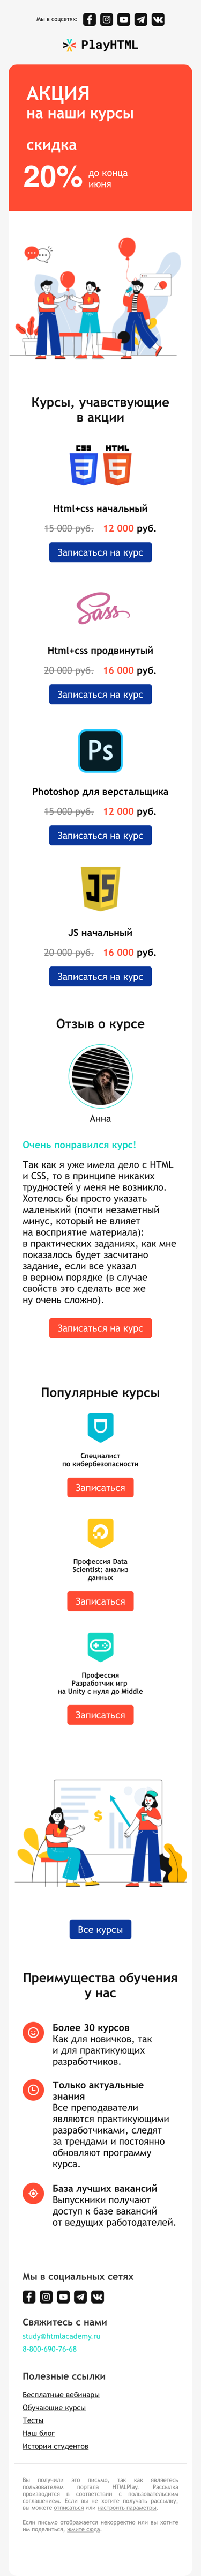 Мы в соцсетях:
PlayHTML
АКЦИЯ
на наши курсы
скидка
20% до конца
июня
Курсы, учавствующие
в акции
CSS HTML
Html+css начальный
15 000 руб. 12 000 руб.
Записаться на курс
Sass
Html+css продвинутый
20 000 руб. 16 000 руб.
Записаться на курс
Ps
Photoshop для верстальщика
15 000 руб. 12 000 руб.
Записаться на курс
JS
JS начальный
20 000 руб. 16 000 руб.
Записаться на курс
Отзыв о курсе
Анна
Очень понравился курс!
Так как я уже имела дело с HTML
и CSS, то в принципе никаких
трудностей у меня не возникло.
Хотелось бы просто указать
маленький (почти незаметный
минус, который не влияет
на восприятие материала):
в практических заданиях, как мне
показалось будет засчитано
задание, если все указал
в верном порядке (в случае
свойств это сделать все же
ну очень сложно).
Записаться на курс
Популярные курсы
Специалист
по кибербезопасности
Записаться
Профессия Data
Scientist: анализ
данных
Записаться
Профессия
Разработчик игр
на Unity с нуля до Middle
Записаться
Все курсы
Преимущества обучения
у нас
Более 30 курсов
Как для новичков, так
и для практикующих
разработчиков.
Только актуальные
знания
Все преподаватели
являются практикующими
разработчиками, следят
за трендами и постоянно
обновляют программу
курса.
База лучших вакансий
Выпускники получают
доступ к базе вакансий
от ведущих работодателей.
Мы в социальных сетях
Свяжитесь с нами
study@htmlacademy.ru
8-800-690-76-68
Полезные ссылки
Бесплатные вебинары
Обучающие курсы
Тесты
Наш блог
Истории студентов
Вы получили это письмо, так как являетесь
пользователем портала HTMLPlay. Рассылка
производится в соответствии с пользовательским
соглашением. Если вы не хотите получать рассылку,
вы можете отписаться или настроить параметры.
Если письмо отображается некорректно или вы хотите
им поделиться, жмите сюда.